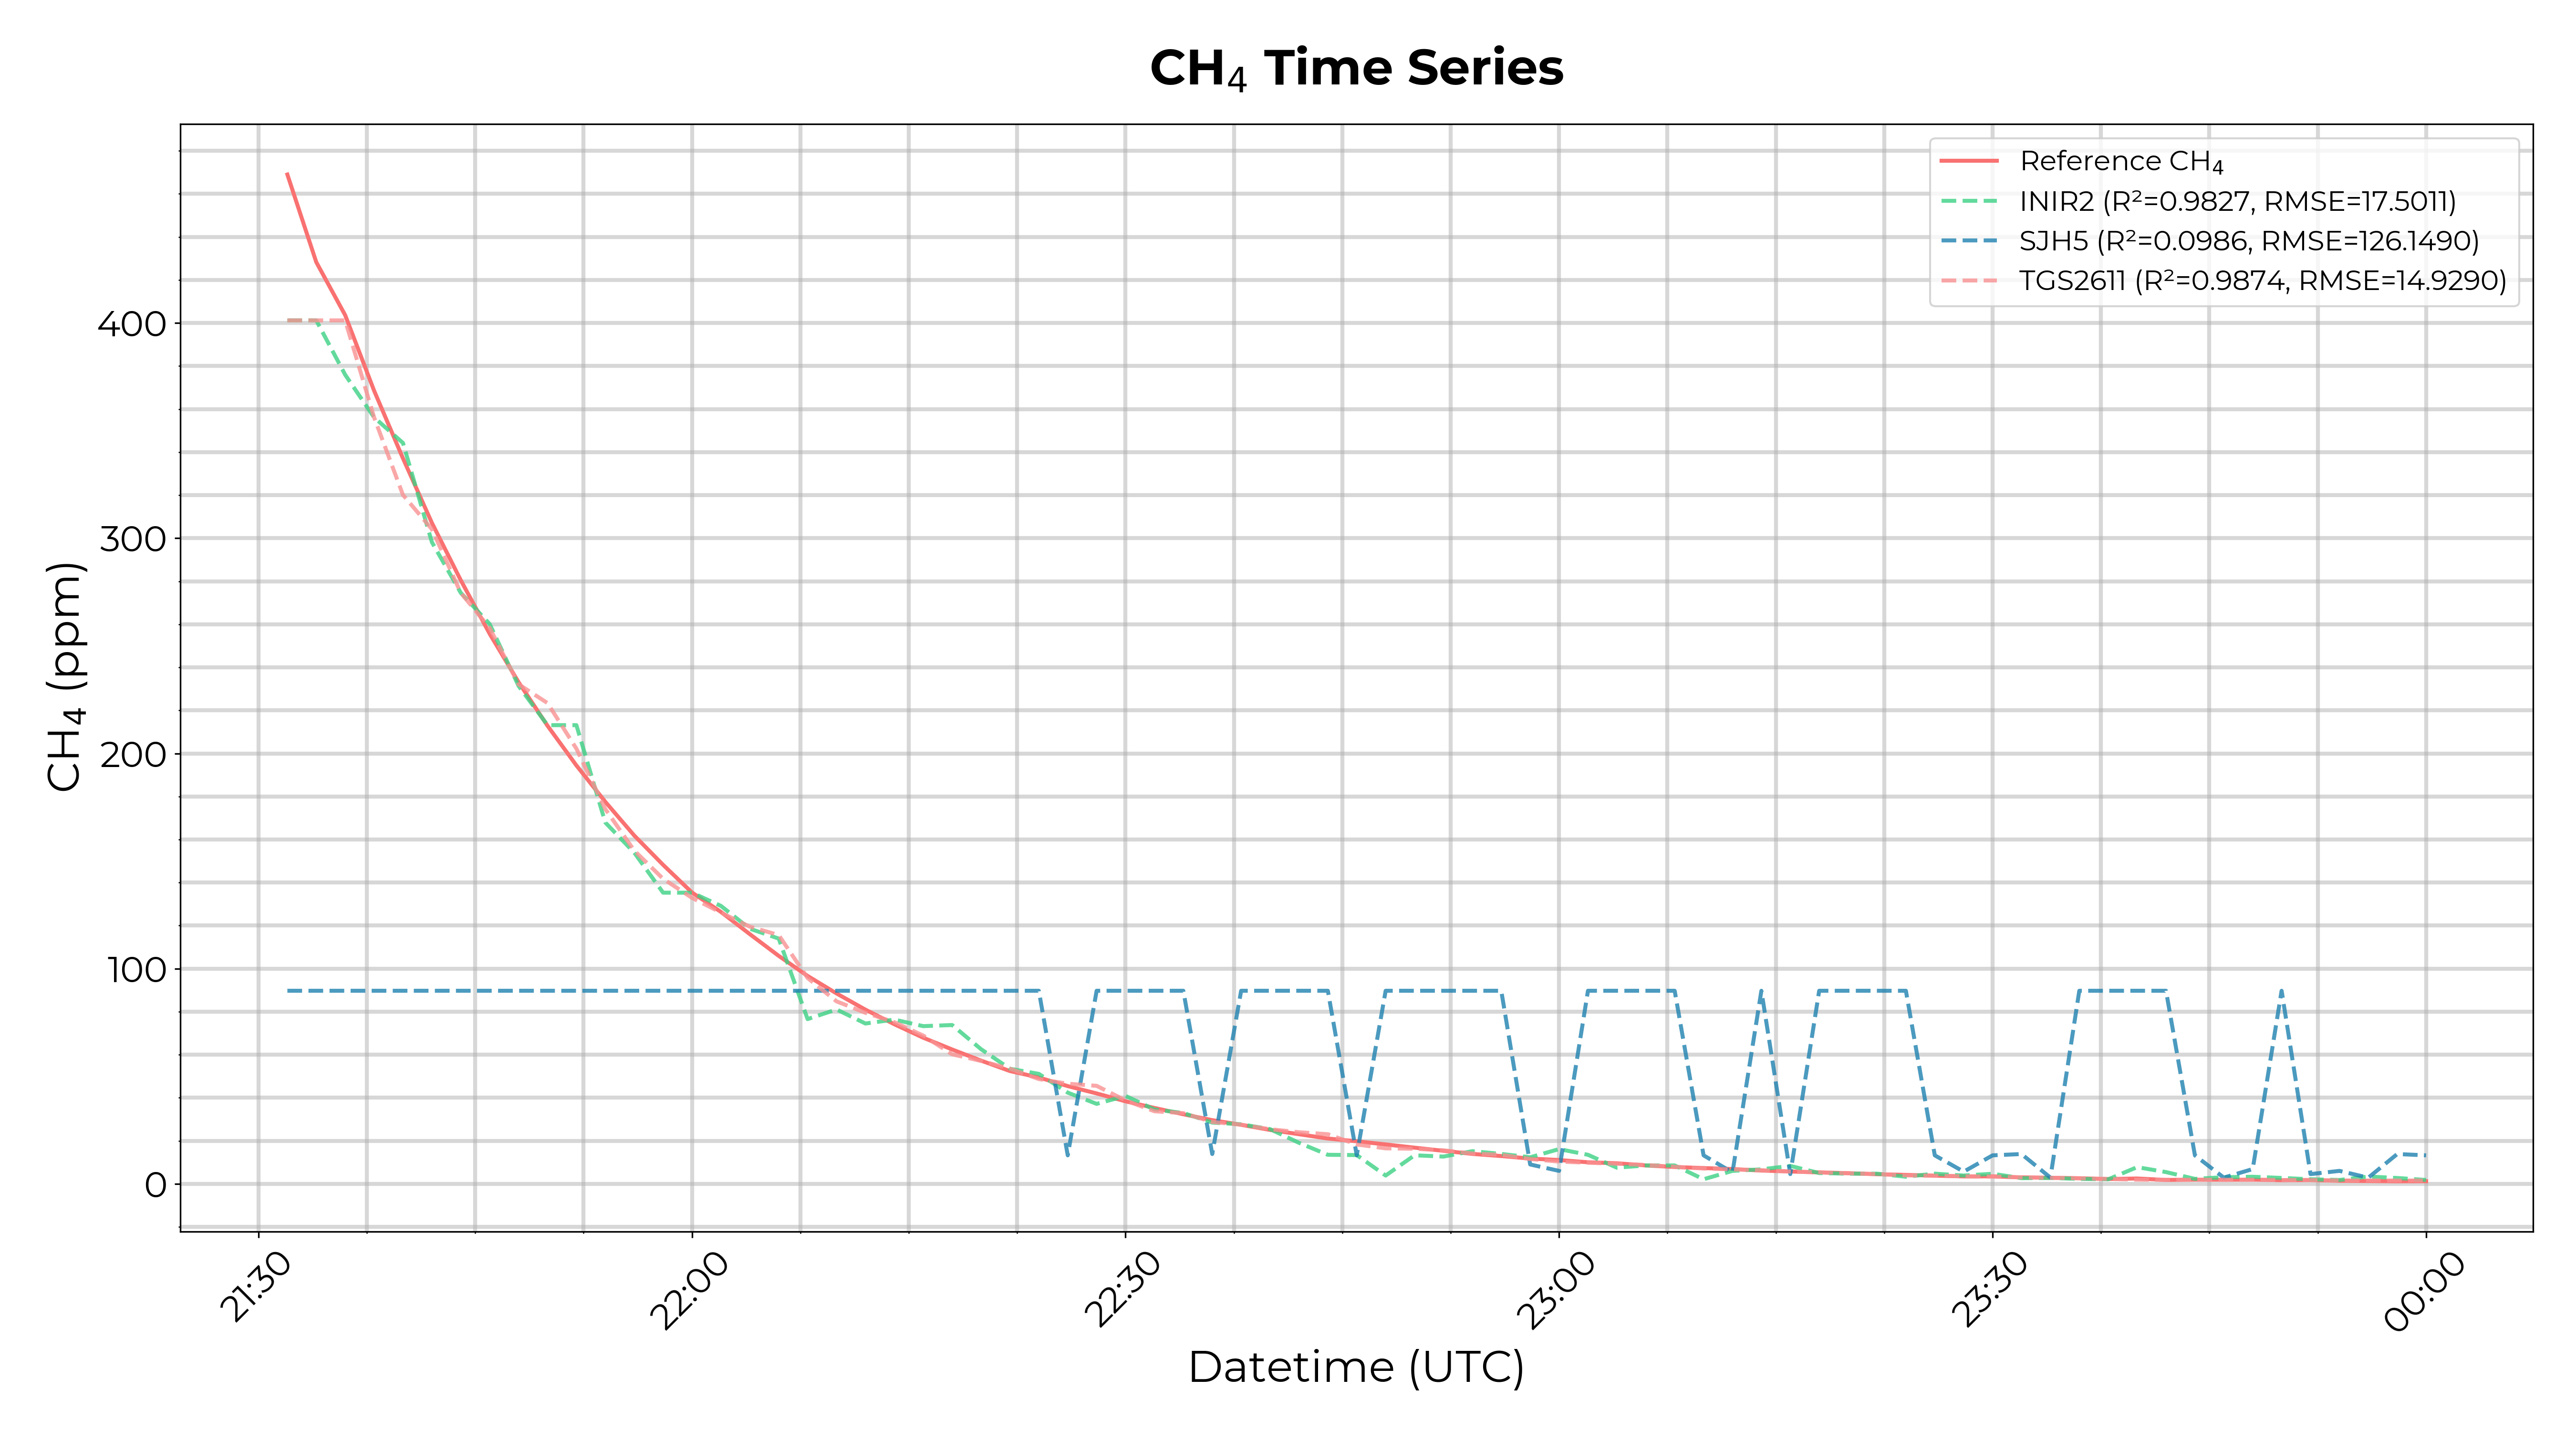 CH₄ Time Series
Reference CH₄
INIR2 (R²=0.9827, RMSE=17.5011)
SJH5 (R²=0.0986, RMSE=126.1490)
TGS2611 (R²=0.9874, RMSE=14.9290)
CH₄ (ppm)
400
300
200
100
0
21:30
22:00
22:30
23:00
23:30
00:00
Datetime (UTC)